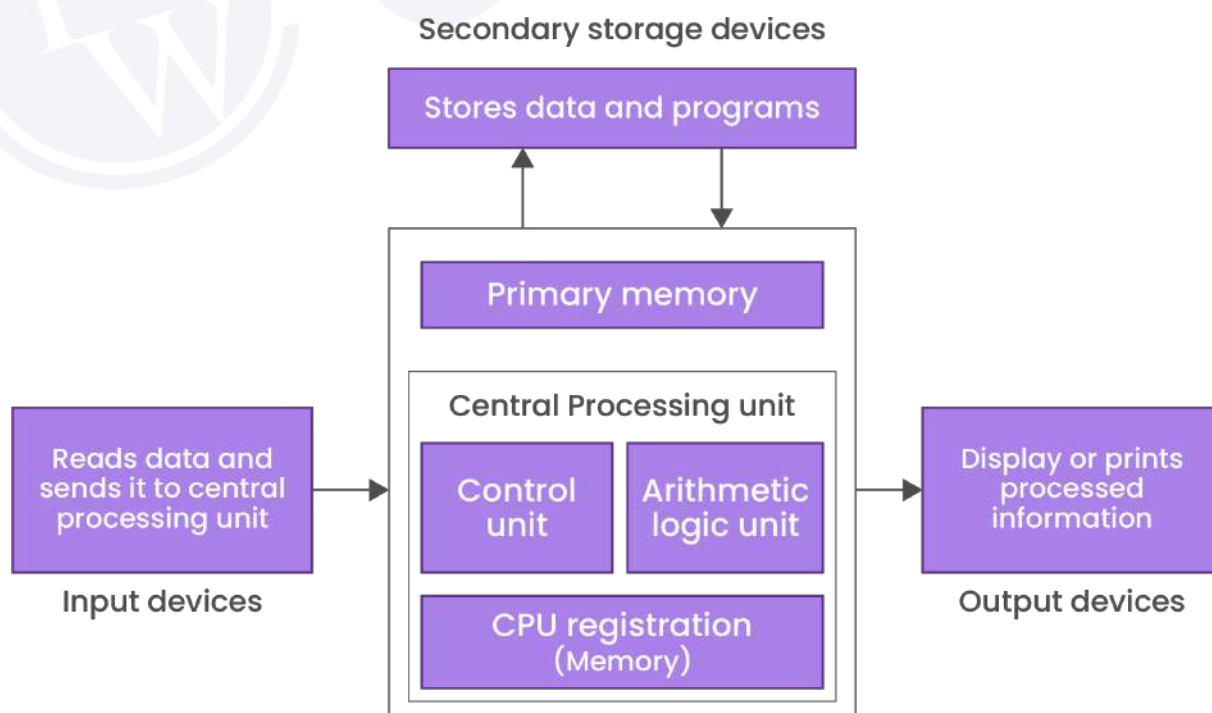 Secondary storage devices
Stores data and programs
Primary memory
Central Processing unit
Reads data and
sends it to central
processing unit
Input devices
Control
unit
Arithmetic
logic unit
CPU registration
(Memory)
Display or prints
processed
information
Output devices